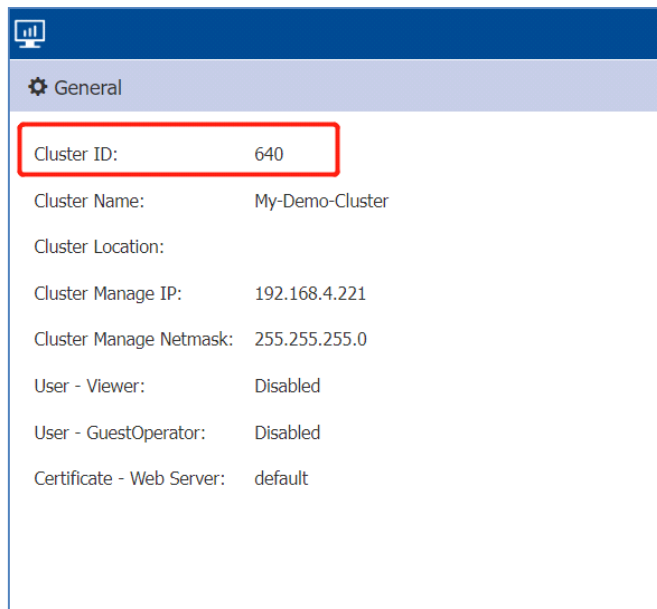 General
Cluster ID: 640
Cluster Name: My-Demo-Cluster
Cluster Location:
Cluster Manage IP: 192.168.4.221
Cluster Manage Netmask: 255.255.255.0
User - Viewer: Disabled
User - GuestOperator: Disabled
Certificate - Web Server: default